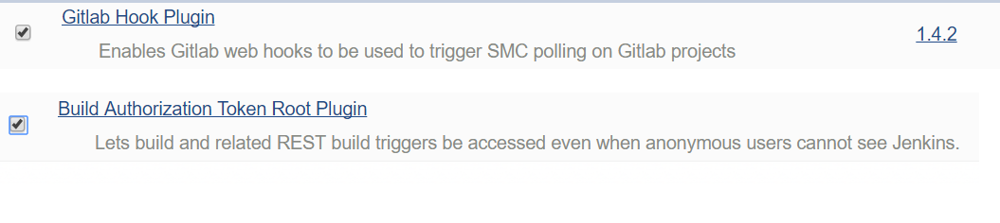 Gitlab Hook Plugin
1.4.2
Enables Gitlab web hooks to be used to trigger SMC polling on Gitlab projects
Build Authorization Token Root Plugin
Lets build and related REST build triggers be accessed even when anonymous users cannot see Jenkins.